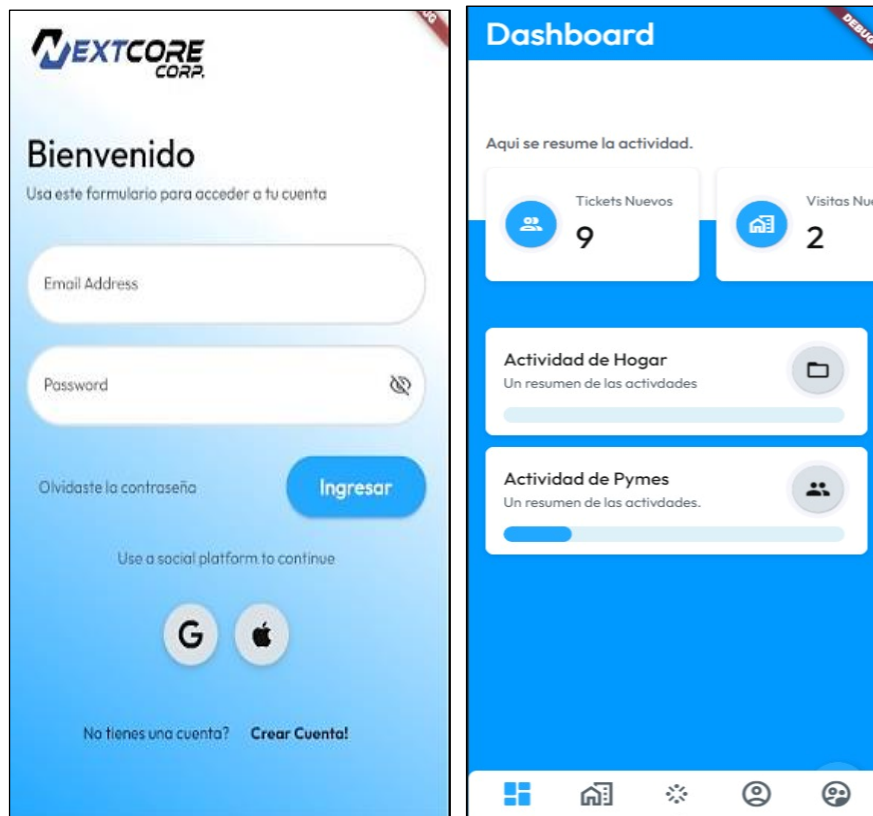 NEXTCORE
CORP.
Bienvenido
Usa este formulario para acceder a tu cuenta
Email Address
Password
Olvidaste la contraseña
Ingresar
Use a social platform to continue
G
No tienes una cuenta? Crear Cuenta!
Dashboard
DEBUG
Aqui se resume la actividad.
Tickets Nuevos
9
Visitas Nue
2
Actividad de Hogar
Un resumen de las activdades
Actividad de Pymes
Un resumen de las activdades.